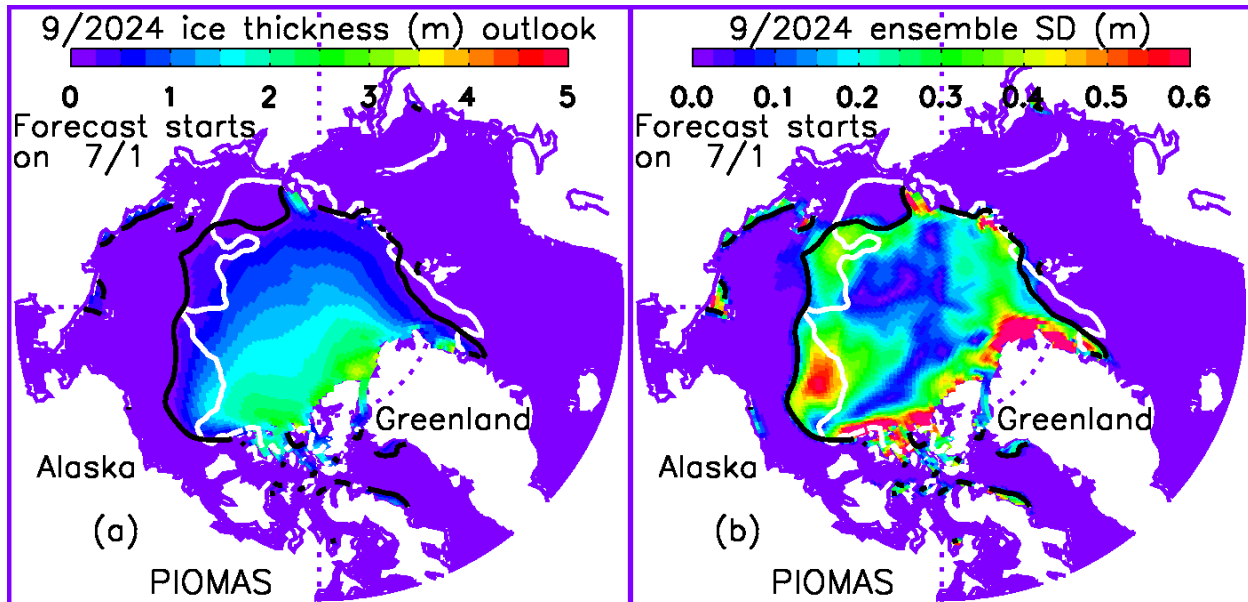 9/2024 ice thickness (m) outlook
0 1 2 3 4 5
Forecast starts
on 7/1
Greenland
Alaska
(a)
PIOMAS
9/2024 ensemble SD (m)
0.0 0.1 0.2 0.3 0.4 0.5 0.6
Forecast starts
on 7/1
Greenland
Alaska
(b)
PIOMAS